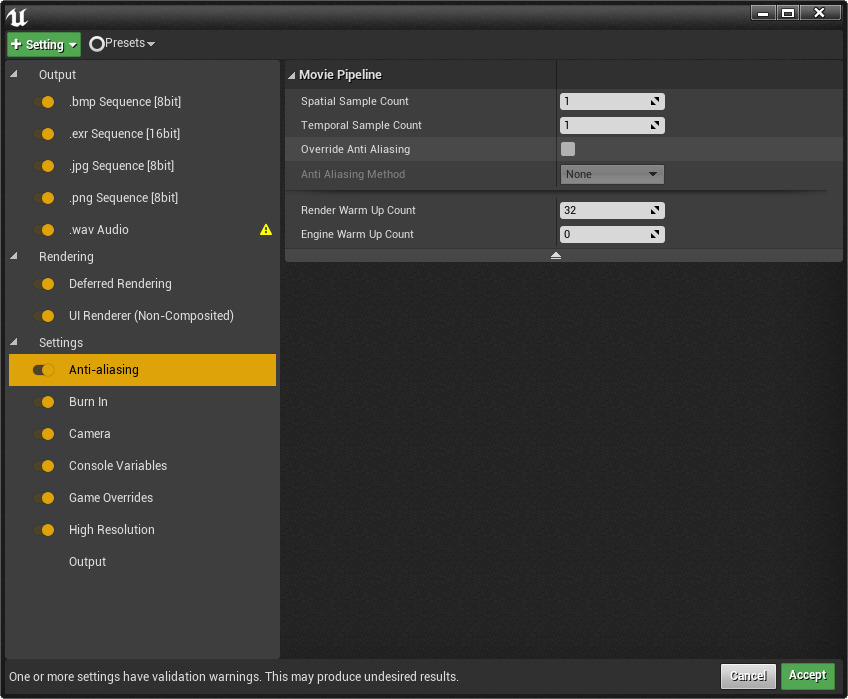 Setting
Presets
Output
.bmp Sequence [8bit]
.exr Sequence [16bit]
.jpg Sequence [8bit]
.png Sequence [8bit]
.wav Audio
Rendering
Deferred Rendering
UI Renderer (Non-Composited)
Settings
Anti-aliasing
Burn In
Camera
Console Variables
Game Overrides
High Resolution
Output
Movie Pipeline
Spatial Sample Count 1
Temporal Sample Count 1
Override Anti Aliasing
Anti Aliasing Method None
Render Warm Up Count 32
Engine Warm Up Count 0
One or more settings have validation warnings. This may produce undesired results.
Cancel
Accept